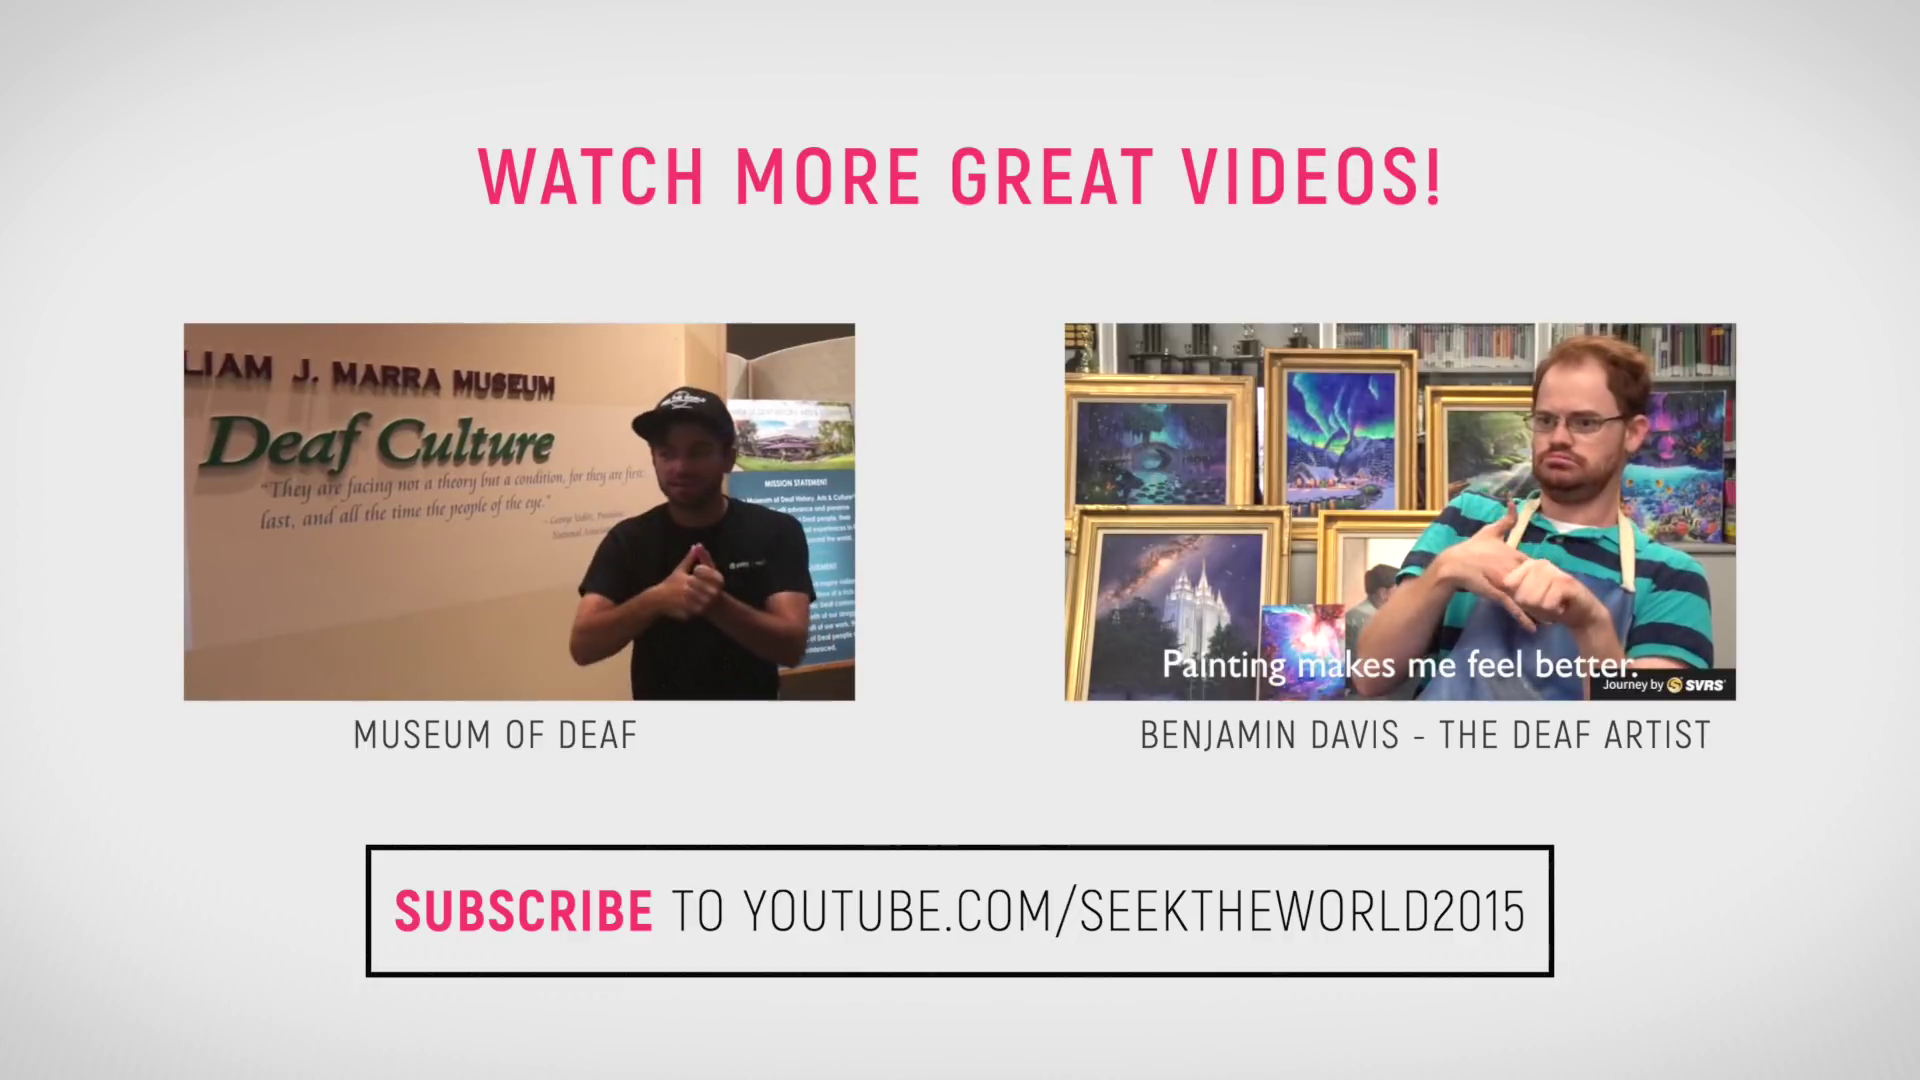 WATCH MORE GREAT VIDEOS!
LIAM J. MARRA MUSEUM
Deaf Culture
"They are facing not a theory but a condition, for they are first,
last, and all the time the people of the eye."
MISSION STATEMENT
Painting makes me feel better.
Journey by SVRS
MUSEUM OF DEAF
BENJAMIN DAVIS - THE DEAF ARTIST
SUBSCRIBE TO YOUTUBE.COM/SEEKTHEWORLD2015